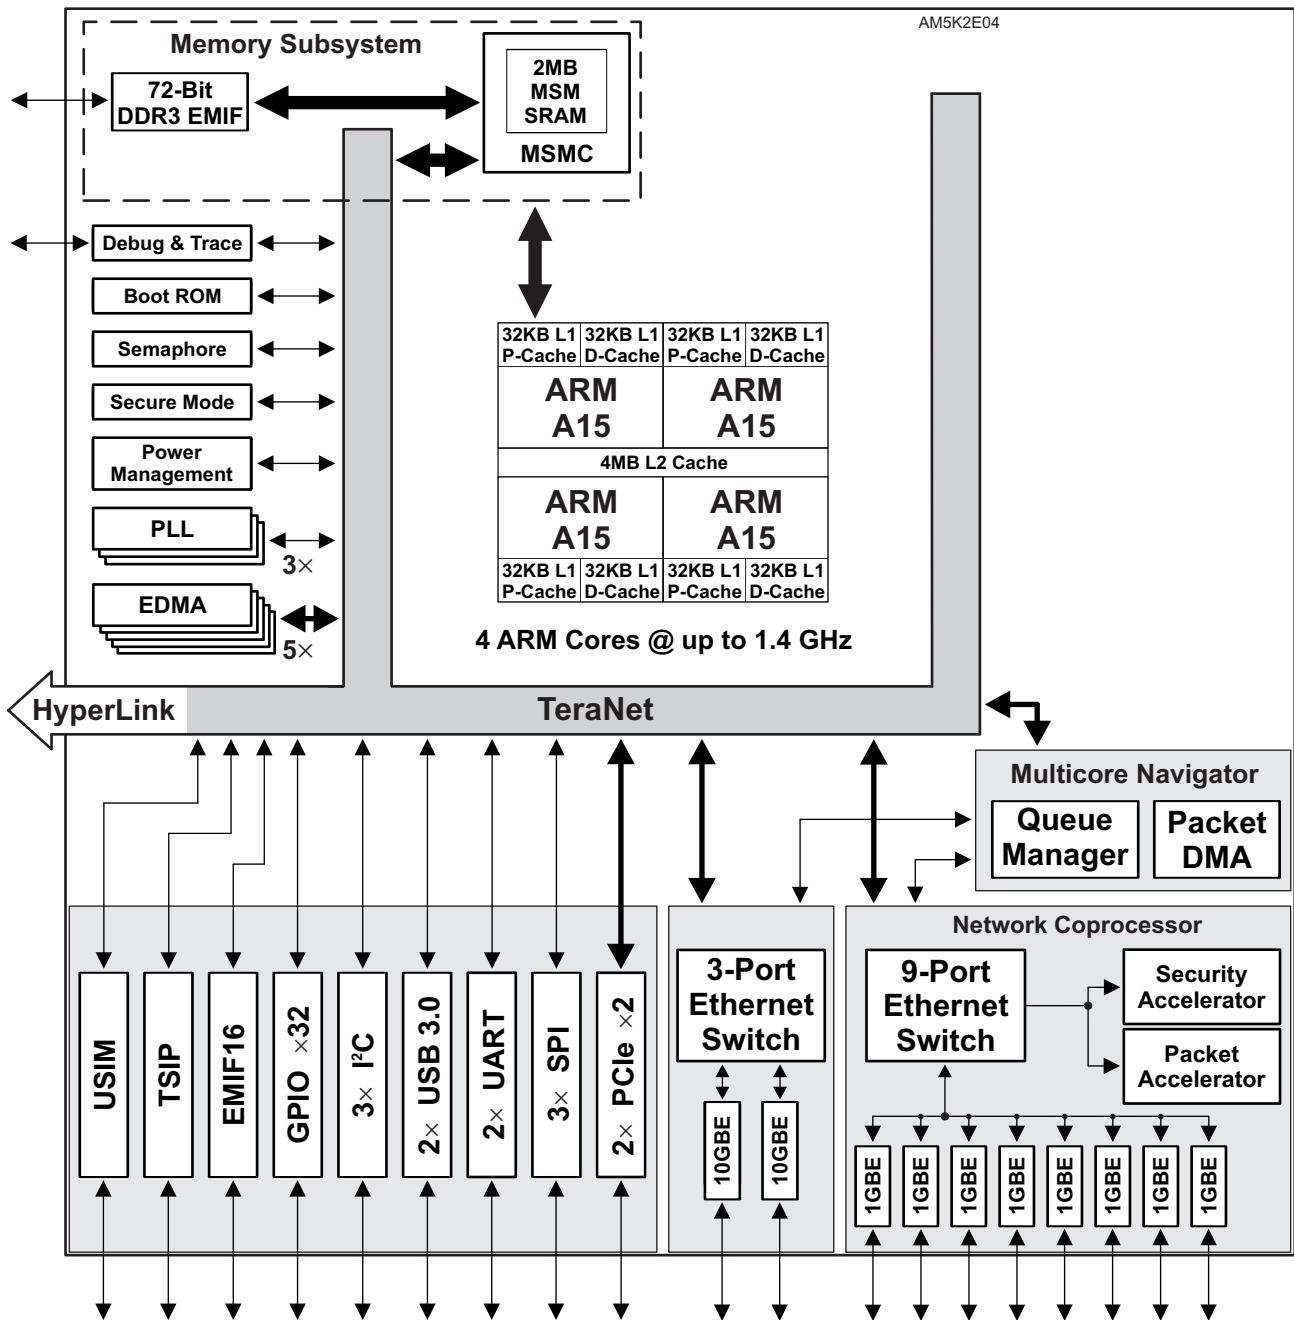 AM5K2E04
Memory Subsystem
72-Bit
DDR3 EMIF
2MB
MSM
SRAM
MSMC
Debug & Trace
Boot ROM
Semaphore
Secure Mode
Power
Management
PLL
3×
EDMA
5×
32KB L1 32KB L1 32KB L1 32KB L1
P-Cache D-Cache P-Cache D-Cache
ARM ARM
A15 A15
4MB L2 Cache
ARM ARM
A15 A15
32KB L1 32KB L1 32KB L1 32KB L1
P-Cache D-Cache P-Cache D-Cache
4 ARM Cores @ up to 1.4 GHz
HyperLink
TeraNet
Multicore Navigator
Queue
Manager
Packet
DMA
USIM
TSIP
EMIF16
GPIO ×32
3× I²C
2× USB 3.0
2× UART
3× SPI
2× PCIe ×2
3-Port
Ethernet
Switch
10GBE
10GBE
Network Coprocessor
9-Port
Ethernet
Switch
Security
Accelerator
Packet
Accelerator
1GBE
1GBE
1GBE
1GBE
1GBE
1GBE
1GBE
1GBE